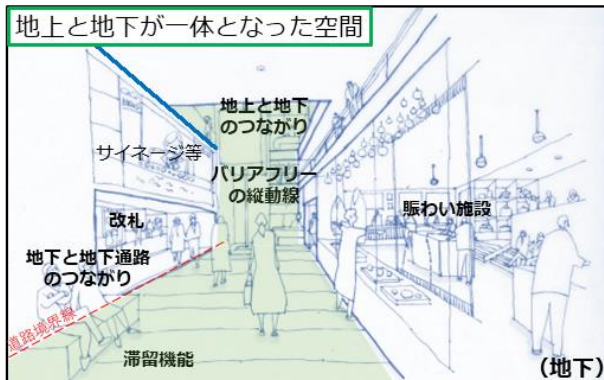 地上と地下が一体となった空間
地上と地下
のつながり
サイネージ等
バリアフリー
の縦動線
改札
賑わい施設
地下と地下通路
のつながり
道路境界線
滞留機能
（地下）